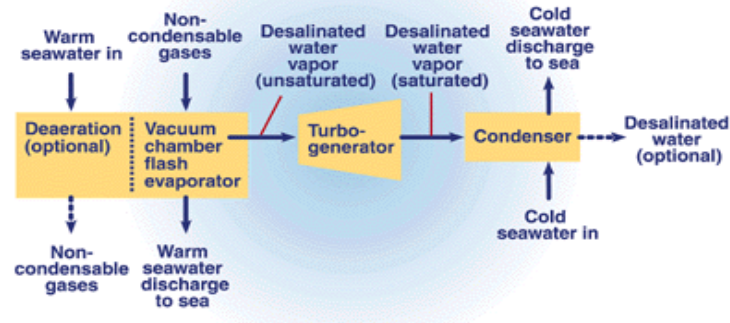 Warm
seawater in
Non-
condensable
gases
Desalinated
water
vapor
(unsaturated)
Desalinated
water
vapor
(saturated)
Cold
seawater
discharge
to sea
Deaeration
(optional)
Vacuum
chamber
flash
evaporator
Turbo-
generator
Condenser
Desalinated
water
(optional)
Non-
condensable
gases
Warm
seawater
discharge
to sea
Cold
seawater in